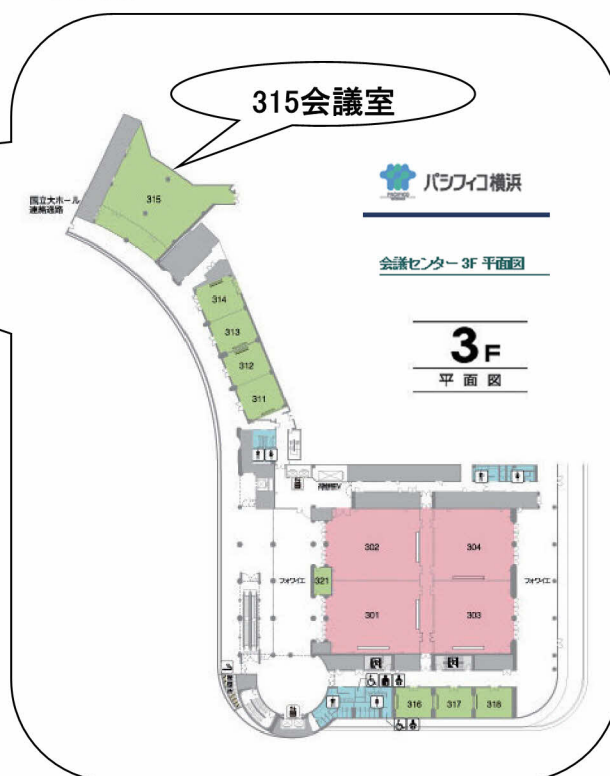 315会議室
パシフィコ横浜
会議センター 3F 平面図
3F
平面図
国立大ホール
連絡通路
315
314
313
312
311
302
304
フォワイエ
321
フォワイエ
301
303
316
317
318